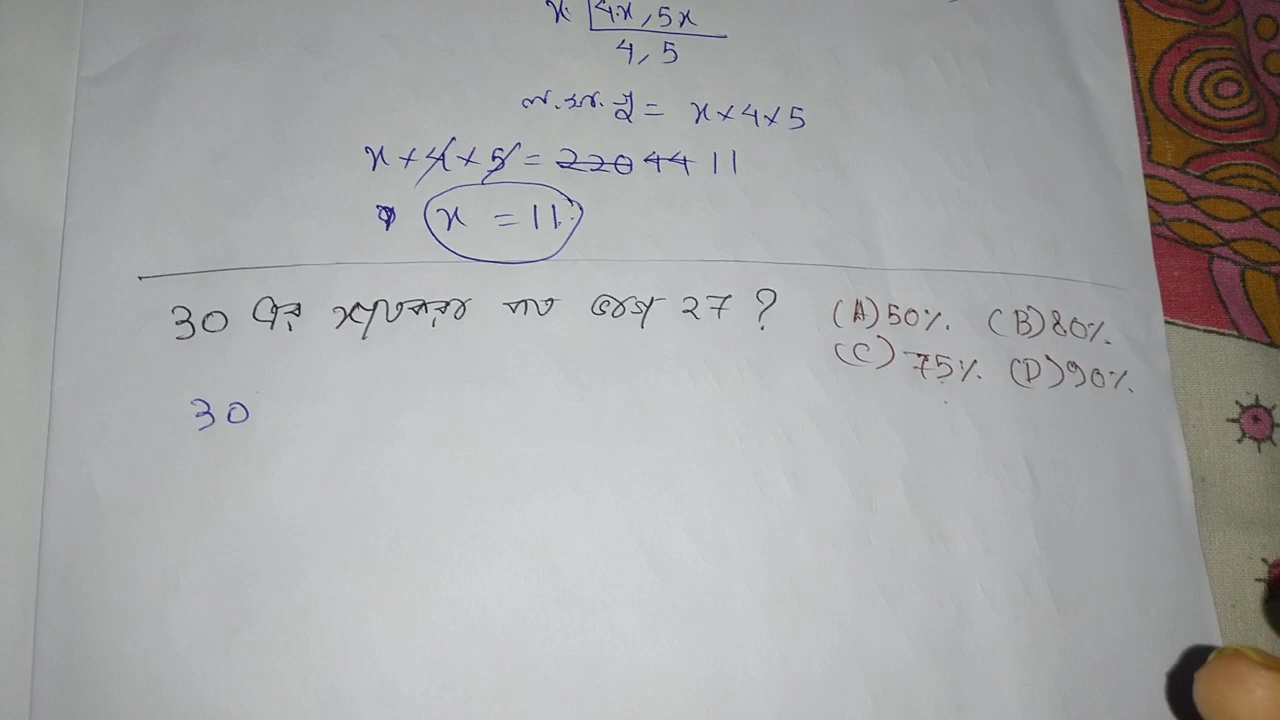 x 4x, 5x
4, 5
ল.সা.গু = x × 4 × 5
x × 4 × 5 = 220 44 11
x = 11
30 এর শতকরা কত অংশ 27 ? (A) 50% (B) 80%
(C) 75% (D) 90%
30